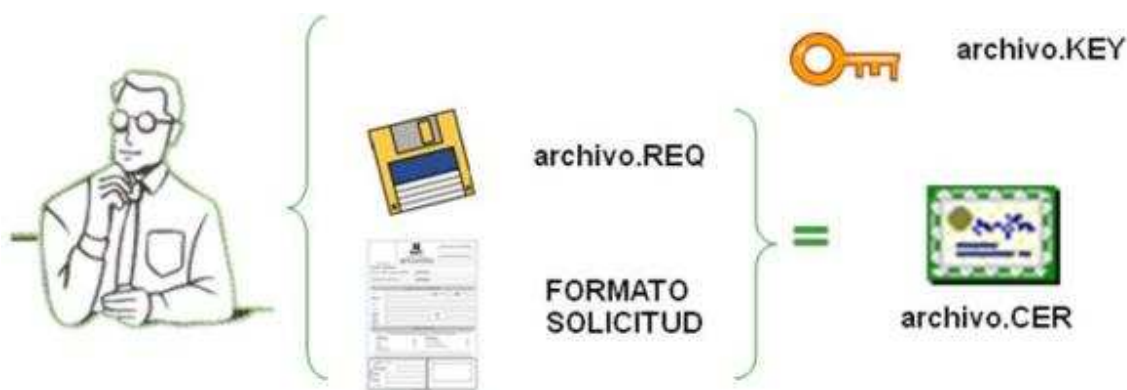 archivo.KEY
archivo.REQ
FORMATO
SOLICITUD
=
archivo.CER